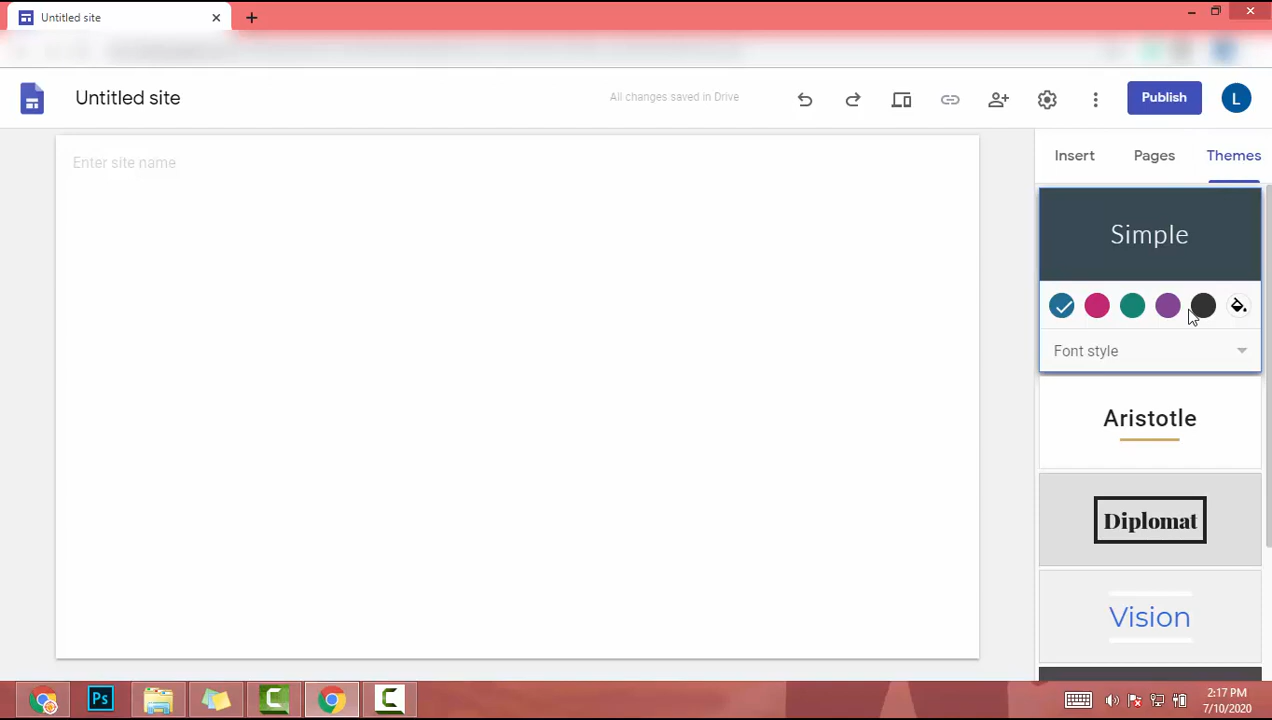 Untitled site
Untitled site
All changes saved in Drive
Publish
L
Enter site name
Insert
Pages
Themes
Simple
Font style
Aristotle
Diplomat
Vision
Ps
C
C
2:17 PM
7/10/2020